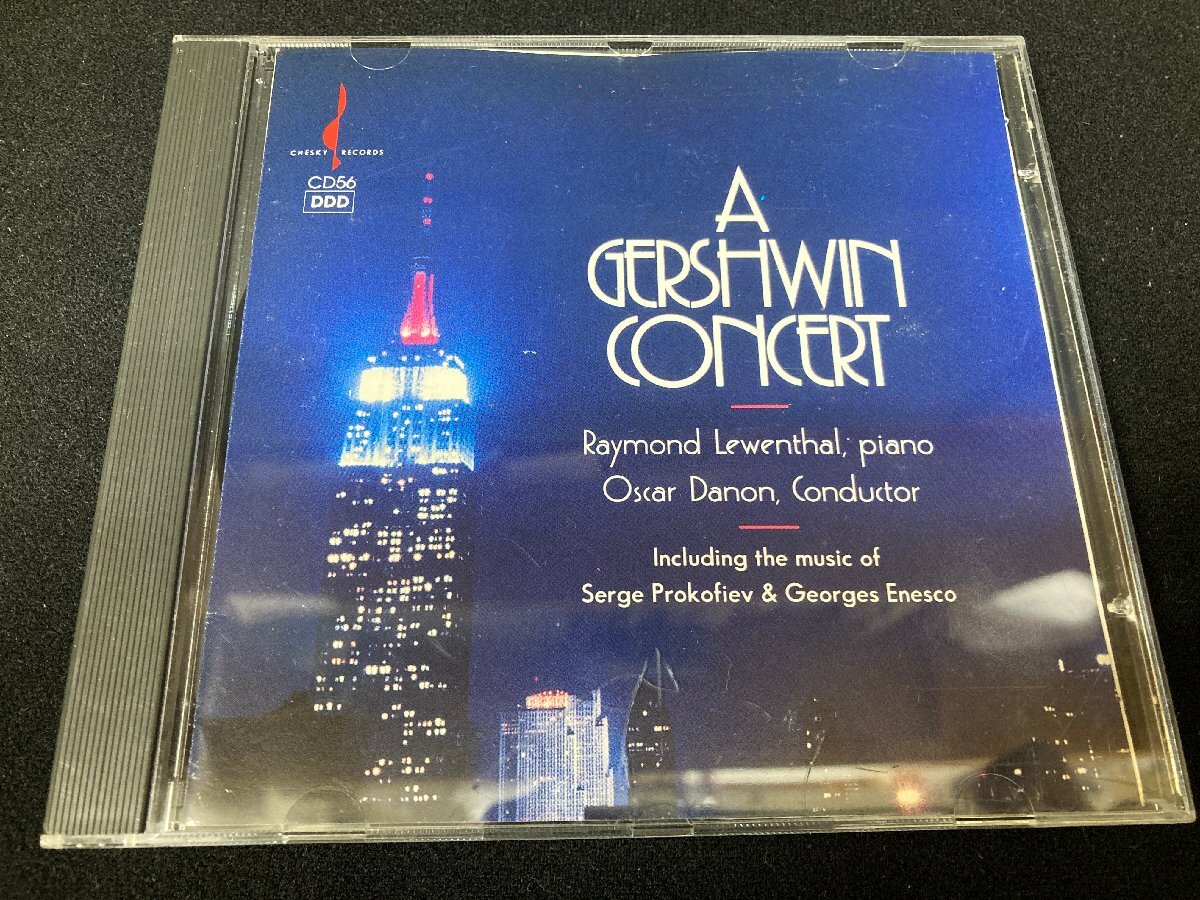 CHESKY RECORDS
CD56
DDD
A
GERSHWIN
CONCERT
Raymond Lewenthal, piano
Oscar Danon, Conductor
Including the music of
Serge Prokofiev & Georges Enesco